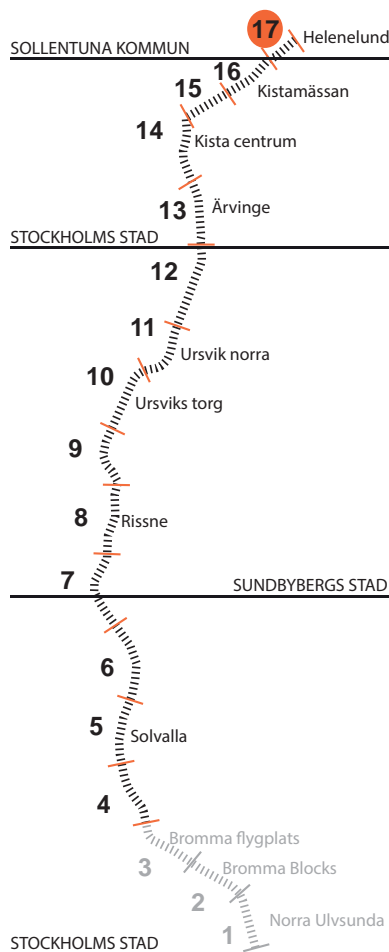 17
Helenelund
SOLLENTUNA KOMMUN
16
15
Kistamässan
14
Kista centrum
13
Ärvinge
STOCKHOLMS STAD
12
11
Ursvik norra
10
Ursviks torg
9
8
Rissne
7
SUNDBYBERGS STAD
6
5
Solvalla
4
Bromma flygplats
3
Bromma Blocks
2
Norra Ulvsunda
1
STOCKHOLMS STAD